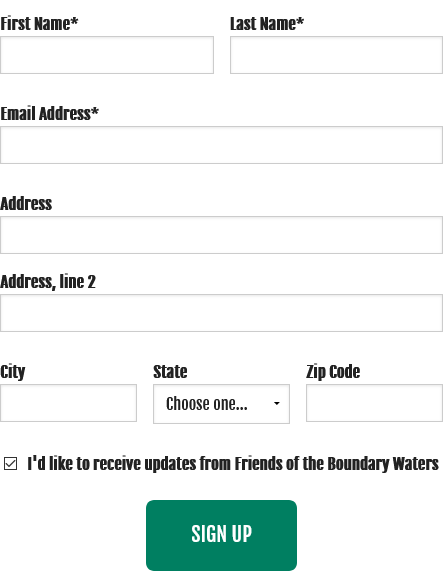 First Name* Last Name*
Email Address*
Address
Address, line 2
City State Zip Code
Choose one...
I'd like to receive updates from Friends of the Boundary Waters
SIGN UP